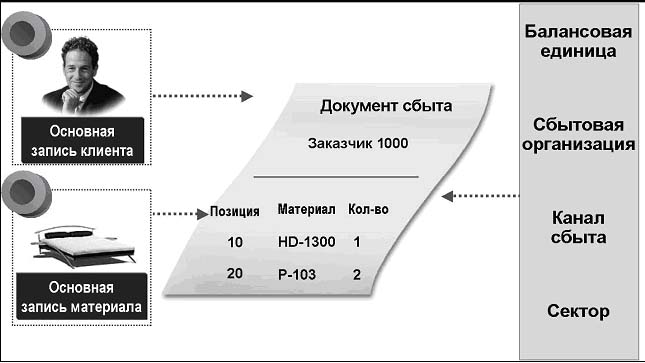 Основная
запись клиента
Основная
запись материала
Документ сбыта
Заказчик 1000
Позиция Материал Кол-во
10 HD-1300 1
20 P-103 2
Балансовая
единица
Сбытовая
организация
Канал
сбыта
Сектор